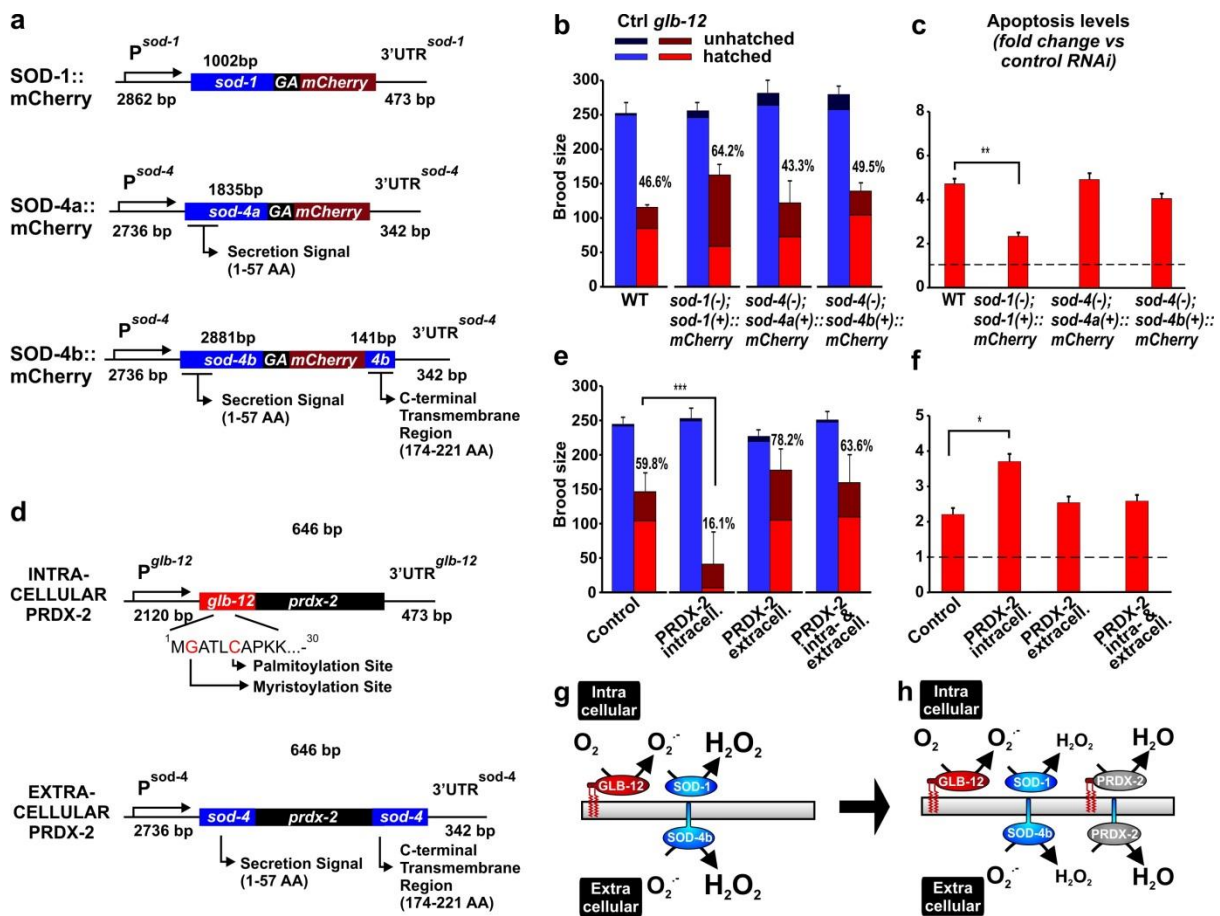 a
P sod-1
3'UTR sod-1
1002bp
SOD-1::
mCherry
sod-1 GA mCherry
2862 bp
473 bp
P sod-4
3'UTR sod-4
1835bp
SOD-4a::
mCherry
sod-4a GA mCherry
2736 bp
342 bp
Secretion Signal
(1-57 AA)
P sod-4
3'UTR sod-4
2881bp
141bp
SOD-4b::
mCherry
sod-4b GA mCherry 4b
2736 bp
342 bp
Secretion Signal
(1-57 AA)
C-terminal
Transmembrane
Region
(174-221 AA)
b
Ctrl glb-12
unhatched
hatched
Brood size
300
250
200
150
100
50
0
46.6%
64.2%
43.3%
49.5%
WT
sod-1(-);
sod-1(+)::
mCherry
sod-4(-);
sod-4a(+)::
mCherry
sod-4(-);
sod-4b(+)::
mCherry
c
Apoptosis levels
(fold change vs
control RNAi)
8
6
4
2
0
**
WT
sod-1(-);
sod-1(+)::
mCherry
sod-4(-);
sod-4a(+)::
mCherry
sod-4(-);
sod-4b(+)::
mCherry
d
646 bp
INTRA-
CELLULAR
PRDX-2
P glb-12
3'UTR glb-12
glb-12 prdx-2
2120 bp
473 bp
1MGATLCAPKK...-30
Palmitoylation Site
Myristoylation Site
646 bp
EXTRA-
CELLULAR
PRDX-2
P sod-4
3'UTR sod-4
sod-4 prdx-2 sod-4
2736 bp
342 bp
Secretion Signal
(1-57 AA)
C-terminal
Transmembrane
Region
(174-221 AA)
e
Brood size
300
250
200
150
100
50
0
***
59.8%
16.1%
78.2%
63.6%
Control
PRDX-2
intracell.
PRDX-2
extracell.
PRDX-2
intra- &
extracell.
f
5
4
3
2
1
0
*
Control
PRDX-2
intracell.
PRDX-2
extracell.
PRDX-2
intra- &
extracell.
g
Intra
cellular
O2 O2.- H2O2
GLB-12 SOD-1
SOD-4b
Extra
cellular
O2.- H2O2
h
Intra
cellular
O2 O2.- H2O2 H2O
GLB-12 SOD-1 PRDX-2
SOD-4b PRDX-2
Extra
cellular
O2.- H2O2 H2O